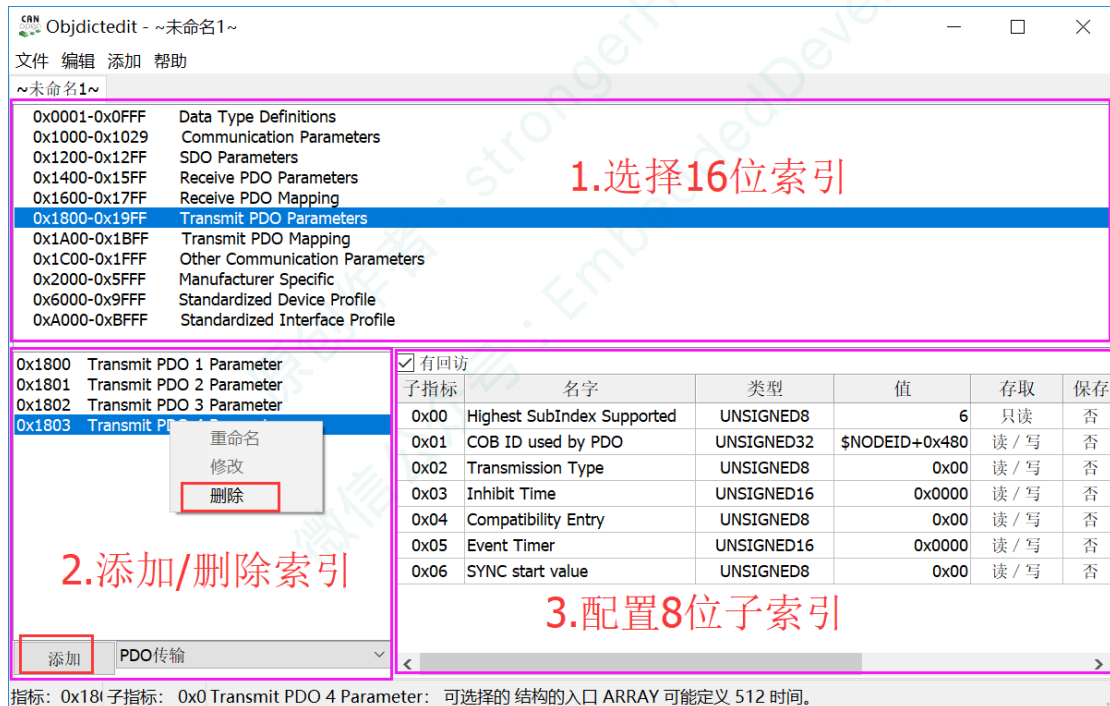 CAN
Objdictedit - ~未命名1~
文件 编辑 添加 帮助
~未命名1~
0x0001-0x0FFF Data Type Definitions
0x1000-0x1029 Communication Parameters
0x1200-0x12FF SDO Parameters
0x1400-0x15FF Receive PDO Parameters
0x1600-0x17FF Receive PDO Mapping
0x1800-0x19FF Transmit PDO Parameters
0x1A00-0x1BFF Transmit PDO Mapping
0x1C00-0x1FFF Other Communication Parameters
0x2000-0x5FFF Manufacturer Specific
0x6000-0x9FFF Standardized Device Profile
0xA000-0xBFFF Standardized Interface Profile
1.选择16位索引
0x1800 Transmit PDO 1 Parameter
0x1801 Transmit PDO 2 Parameter
0x1802 Transmit PDO 3 Parameter
0x1803 Transmit
重命名
修改
删除
2.添加/删除索引
添加 PDO传输
有回访
子指标 名字 类型 值 存取 保存
0x00 Highest SubIndex Supported UNSIGNED8 6 只读 否
0x01 COB ID used by PDO UNSIGNED32 $NODEID+0x480 读/写 否
0x02 Transmission Type UNSIGNED8 0x00 读/写 否
0x03 Inhibit Time UNSIGNED16 0x0000 读/写 否
0x04 Compatibility Entry UNSIGNED8 0x00 读/写 否
0x05 Event Timer UNSIGNED16 0x0000 读/写 否
0x06 SYNC start value UNSIGNED8 0x00 读/写 否
3.配置8位子索引
指标: 0x18 子指标: 0x0 Transmit PDO 4 Parameter: 可选择的 结构的入口 ARRAY 可能定义 512 时间。
原创作者：strongerH
微信公众号：EmbeddedDevel